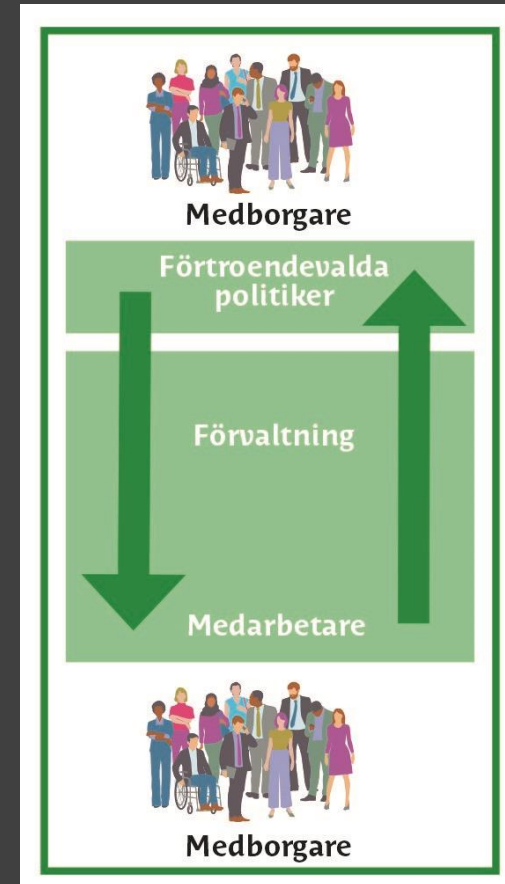 Medborgare
Förtroendevalda
politiker
Förvaltning
Medarbetare
Medborgare